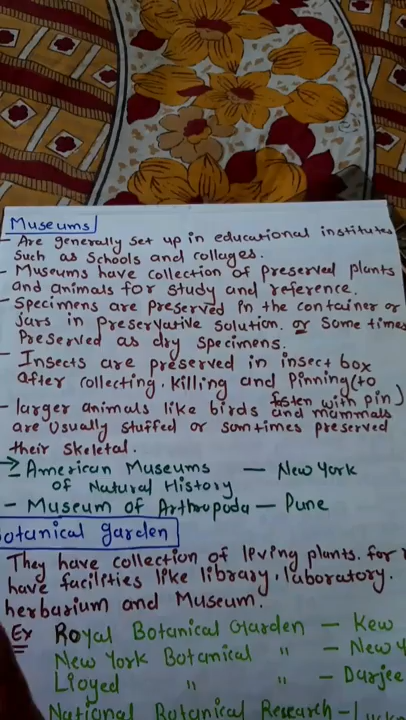 Museums
- Are generally set up in educational institutes
Such as Schools and collages.
- Museums have collection of preserved plants
and animals for study and reference.
- Specimens are preserved in the container or
jars in preservative solution. or Some times
Preserved as dry specimens.
- Insects are preserved in insect box
after collecting. killing and pinning (to
fasten with pin)
- larger animals like birds and mammals
are Usually stuffed or somtimes preserved
their skeletal.
→ - American Museums — New York
of Natural History
- Museum of Arthropoda — Pune
otanical garden
They have collection of living plants. for
have facilities like library, laboratory.
herbarium and Museum.
Ex Royal Botanical Garden — Kew
New York Botanical " — New Y
Lloyed " " — Darjee
National Botanical Research - Luck